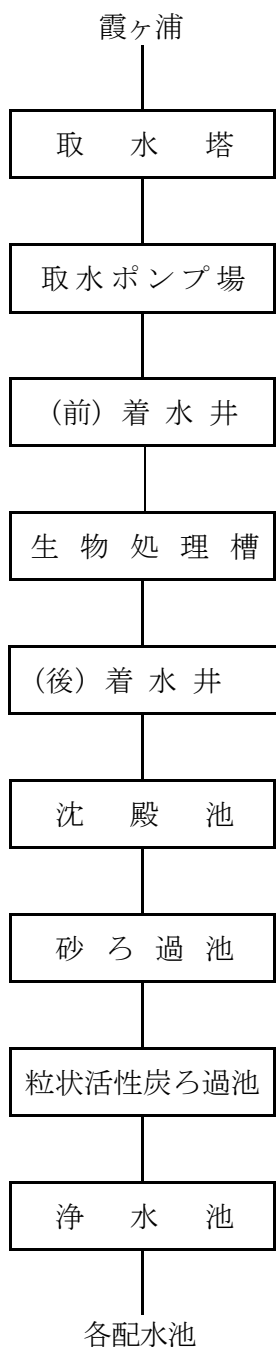 霞ヶ浦
取水塔
取水ポンプ場
(前) 着水井
生物処理槽
(後) 着水井
沈殿池
砂ろ過池
粒状活性炭ろ過池
浄水池
各配水池